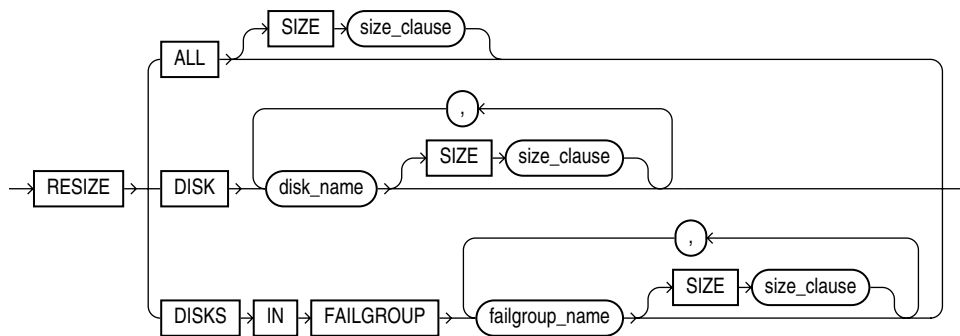 SIZE size_clause
ALL
,
SIZE size_clause
RESIZE DISK disk_name
,
SIZE size_clause
DISKS IN FAILGROUP failgroup_name